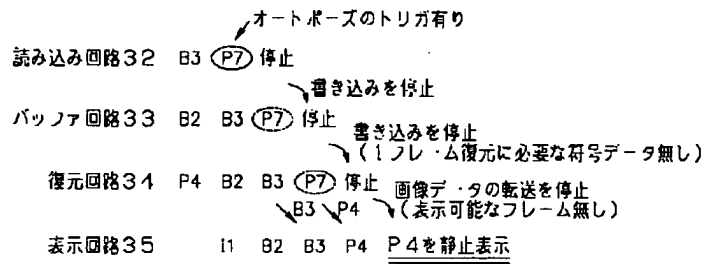 オートポーズのトリガ有り
読み込み回路32 B3 P7 停止
書き込みを停止
バッファ回路33 B2 B3 P7 停止
書き込みを停止
(1フレーム復元に必要な符号データ無し)
復元回路34 P4 B2 B3 P7 停止
画像データの転送を停止
(表示可能なフレーム無し)
B3 P4
表示回路35 I1 B2 B3 P4 P4を静止表示